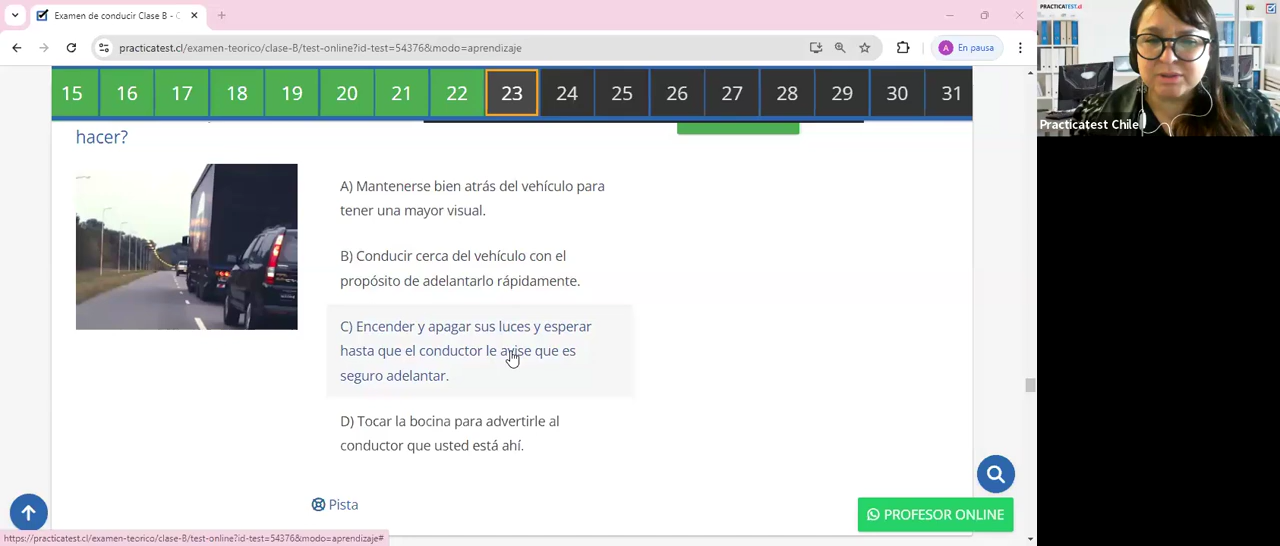 Examen de conducir Clase B - C
practicatest.cl/examen-teorico/clase-B/test-online?id-test=54376&modo=aprendizaje
A En pausa
15 16 17 18 19 20 21 22 23 24 25 26 27 28 29 30 31
hacer?
A) Mantenerse bien atrás del vehículo para
tener una mayor visual.
B) Conducir cerca del vehículo con el
propósito de adelantarlo rápidamente.
C) Encender y apagar sus luces y esperar
hasta que el conductor le avise que es
seguro adelantar.
D) Tocar la bocina para advertirle al
conductor que usted está ahí.
Pista
PROFESOR ONLINE
https://practicatest.cl/examen-teorico/clase-B/test-online?id-test=54376&modo=aprendizaje#
PRACTICATEST.cl
Practicatest Chile